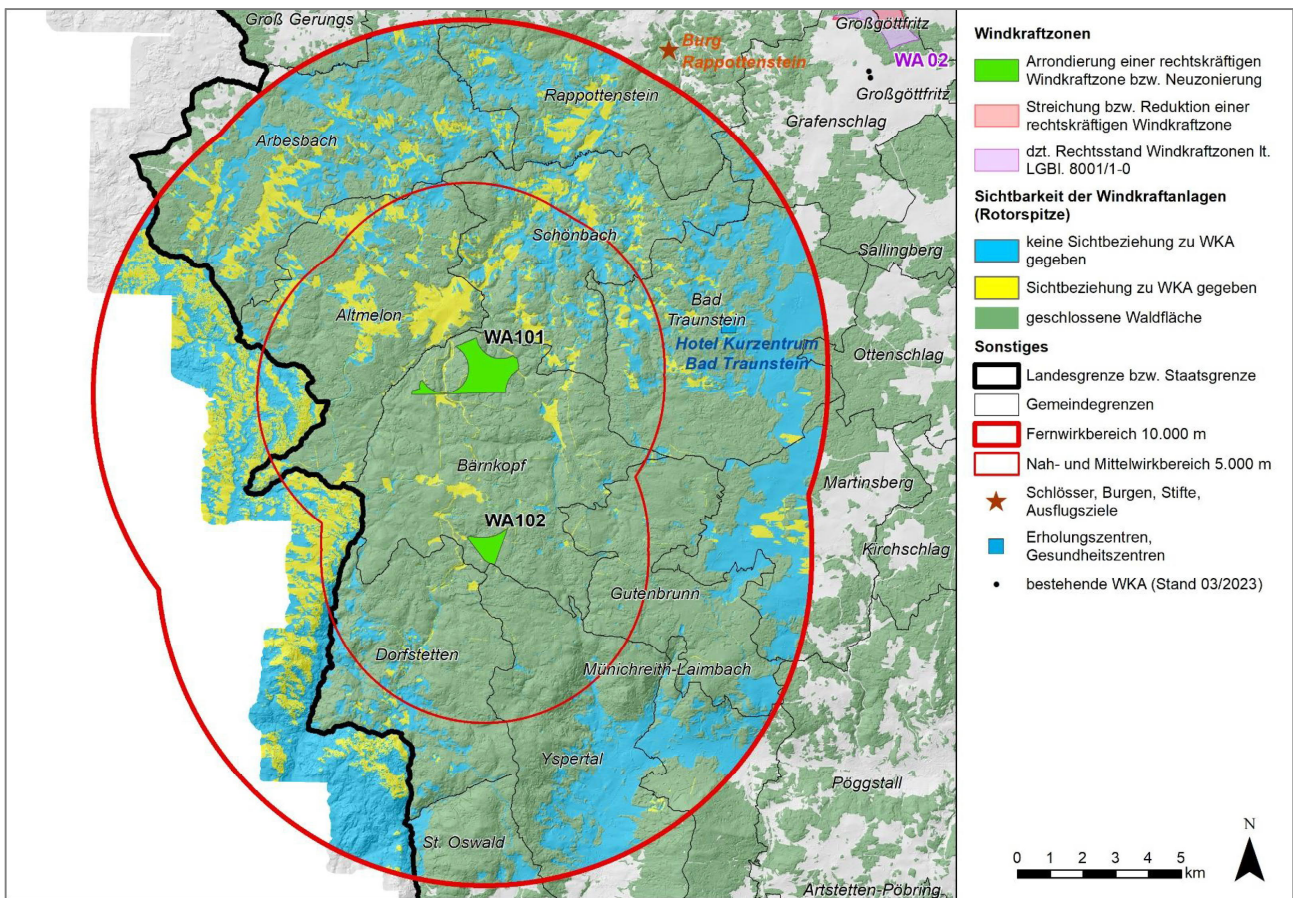 Groß Gerungs
Burg
Rappottenstein
Großgöttfritz
WA 02
Großgöttfritz
Rappottenstein
Grafenschlag
Arbesbach
Schönbach
Sallingberg
Altmelon
Bad
Traunstein
WA101
Hotel Kurzentrum
Bad Traunstein
Ottenschlag
Bärnkopf
Martinsberg
WA102
Kirchschlag
Gutenbrunn
Dorfstetten
Münichreith-Laimbach
Yspertal
Pöggstall
St. Oswald
Artstetten-Pöbring
Windkraftzonen
Arrondierung einer rechtskräftigen
Windkraftzone bzw. Neuzonierung
Streichung bzw. Reduktion einer
rechtskräftigen Windkraftzone
dzt. Rechtsstand Windkraftzonen lt.
LGBl. 8001/1-0
Sichtbarkeit der Windkraftanlagen
(Rotorspitze)
keine Sichtbeziehung zu WKA
gegeben
Sichtbeziehung zu WKA gegeben
geschlossene Waldfläche
Sonstiges
Landesgrenze bzw. Staatsgrenze
Gemeindegrenzen
Fernwirkbereich 10.000 m
Nah- und Mittelwirkbereich 5.000 m
Schlösser, Burgen, Stifte,
Ausflugsziele
Erholungszentren,
Gesundheitszentren
bestehende WKA (Stand 03/2023)
N
0 1 2 3 4 5
km